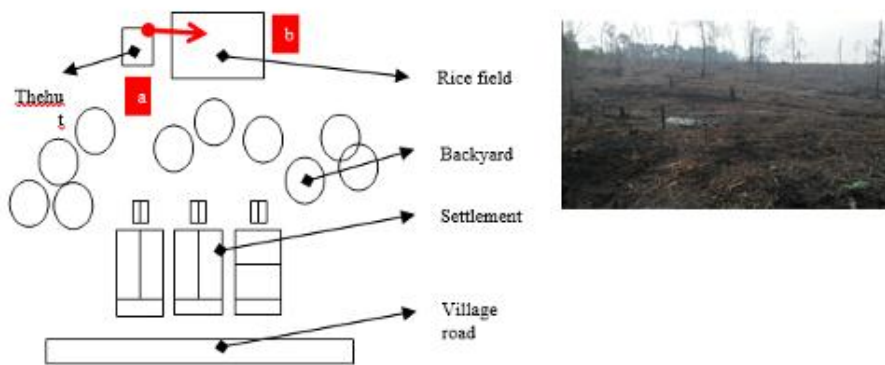 b
Rice field
a
Thehu
t
Backyard
Settlement
Village
road